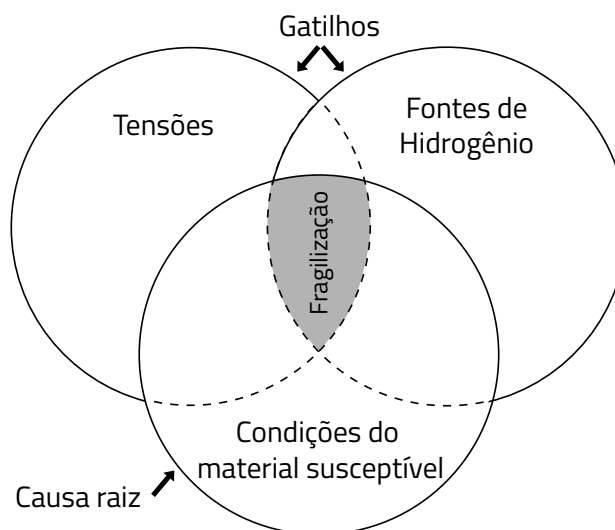 Gatilhos
Tensões
Fontes de
Hidrogênio
Fragilização
Condições do
material susceptível
Causa raiz